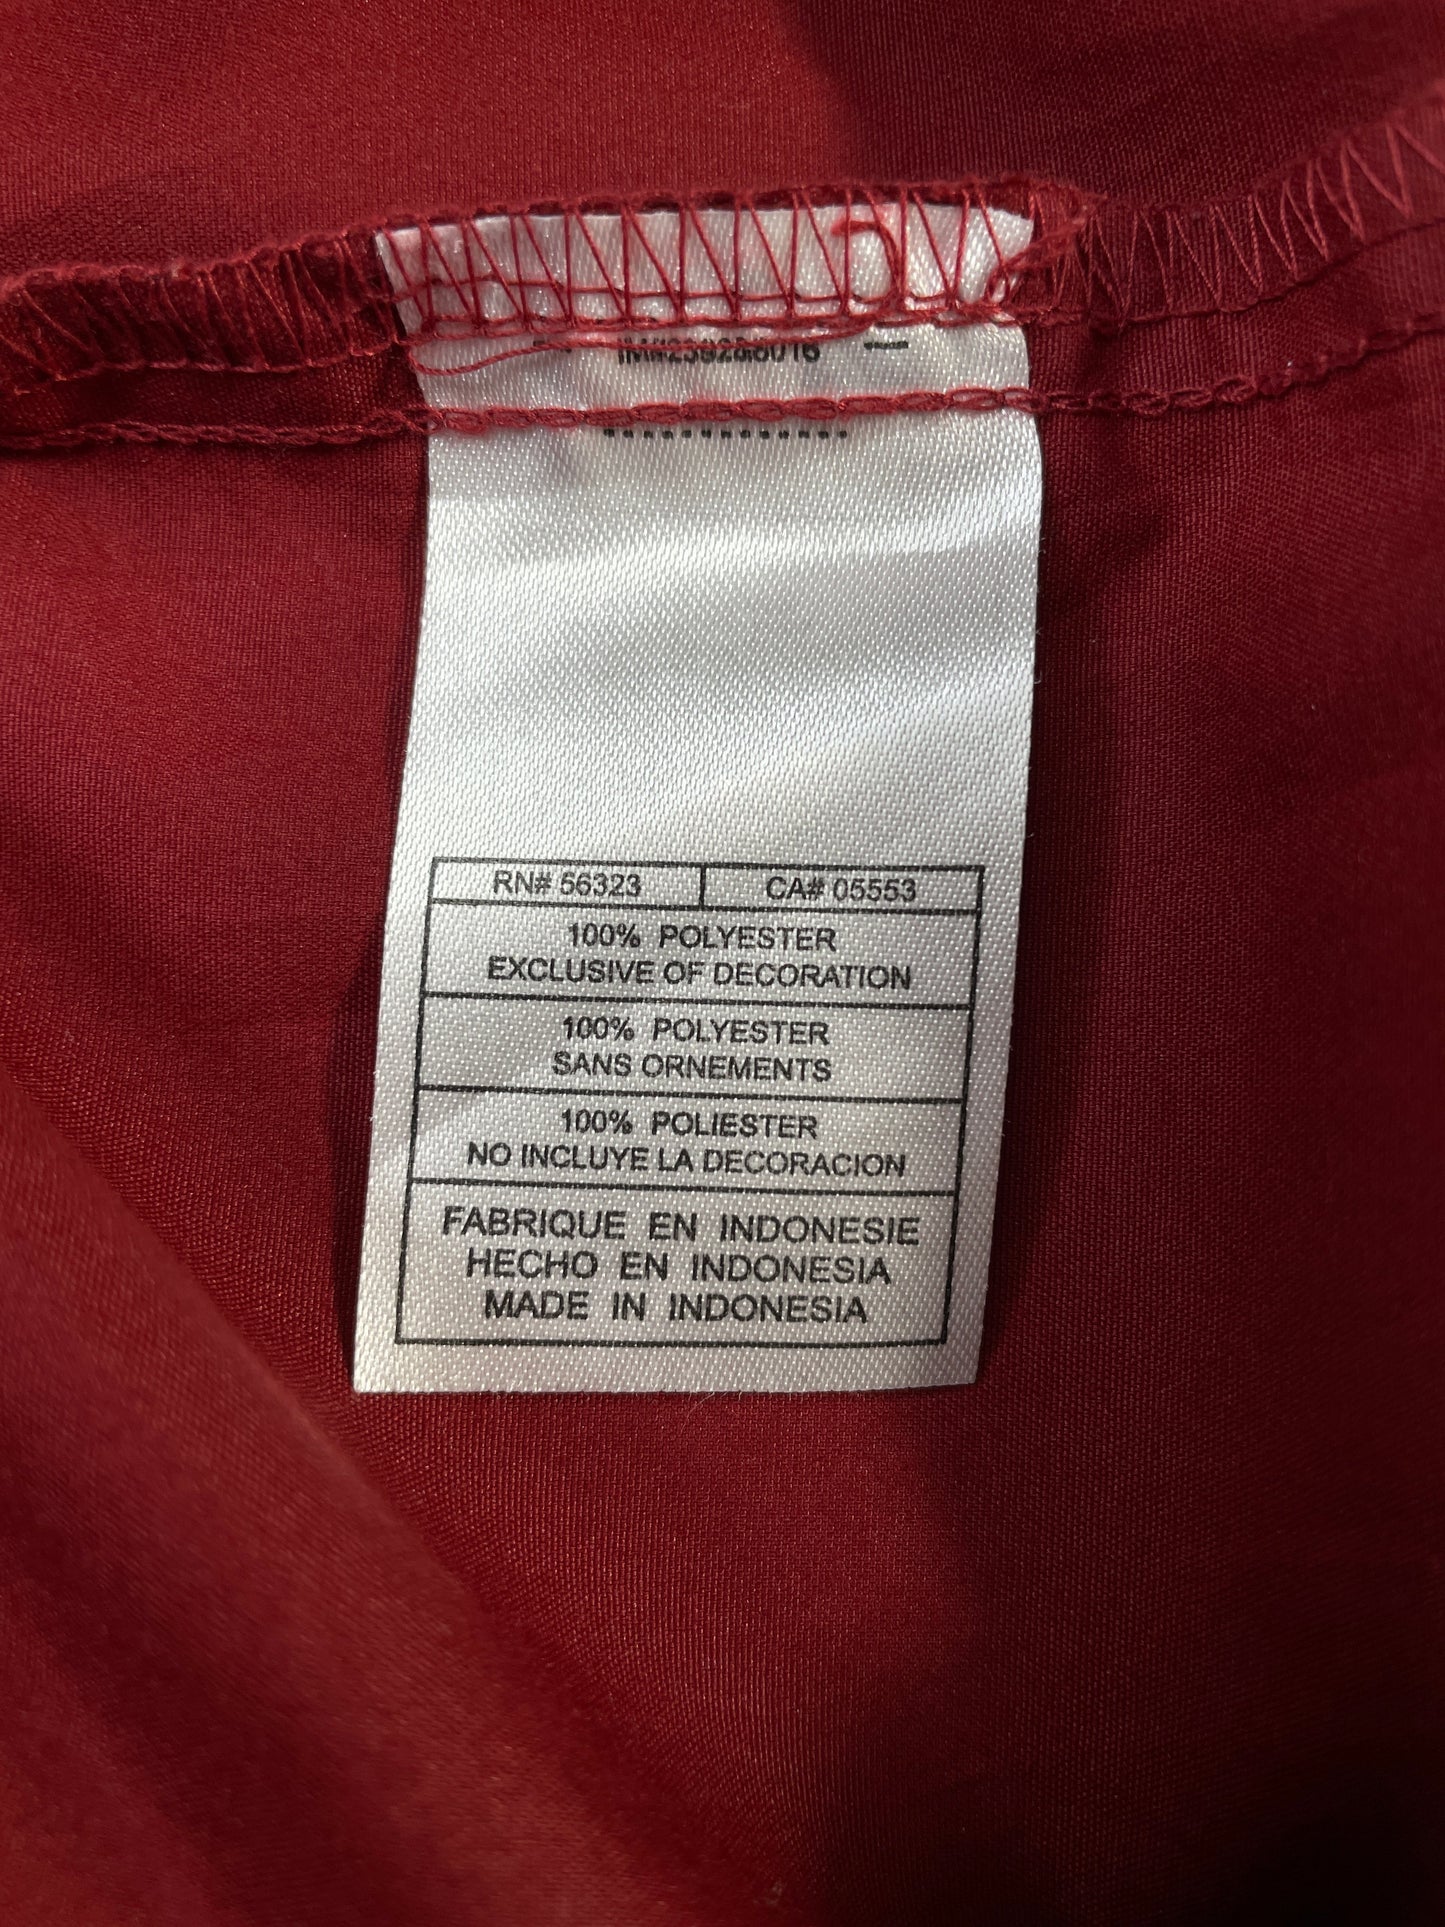 RN# 56323 CA# 05553
100% POLYESTER
EXCLUSIVE OF DECORATION
100% POLYESTER
SANS ORNEMENTS
100% POLIESTER
NO INCLUYE LA DECORACION
FABRIQUE EN INDONESIE
HECHO EN INDONESIA
MADE IN INDONESIA